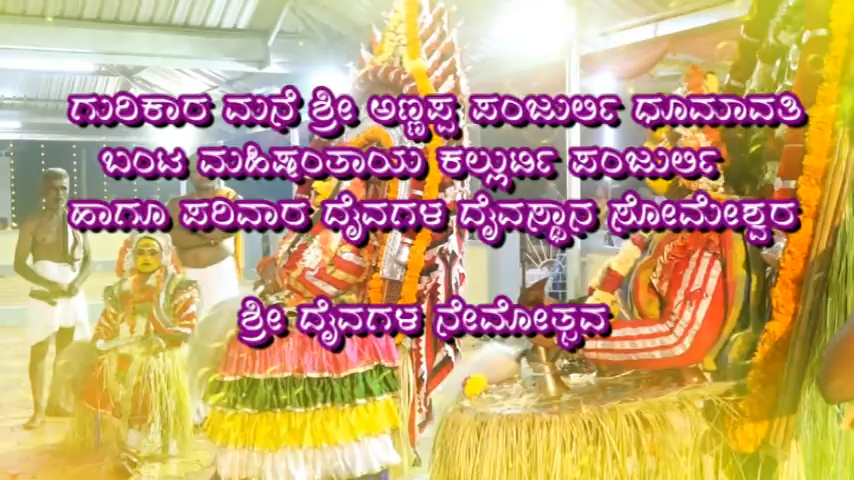 ಗುರಿಕಾರ ಮನೆ ಶ್ರೀ ಅಣ್ಣಪ್ಪ ಪಂಜುರ್ಲಿ ಧೂಮಾವತಿ
ಬಂಟ ಮಹಿಷಂತಾಯ ಕಲ್ಲುರ್ಟಿ ಪಂಜುರ್ಲಿ
ಹಾಗೂ ಪರಿವಾರ ದೈವಗಳ ದೈವಸ್ಥಾನ ಸೋಮೇಶ್ವರ
ಶ್ರೀ ದೈವಗಳ ನೇಮೋತ್ಸವ